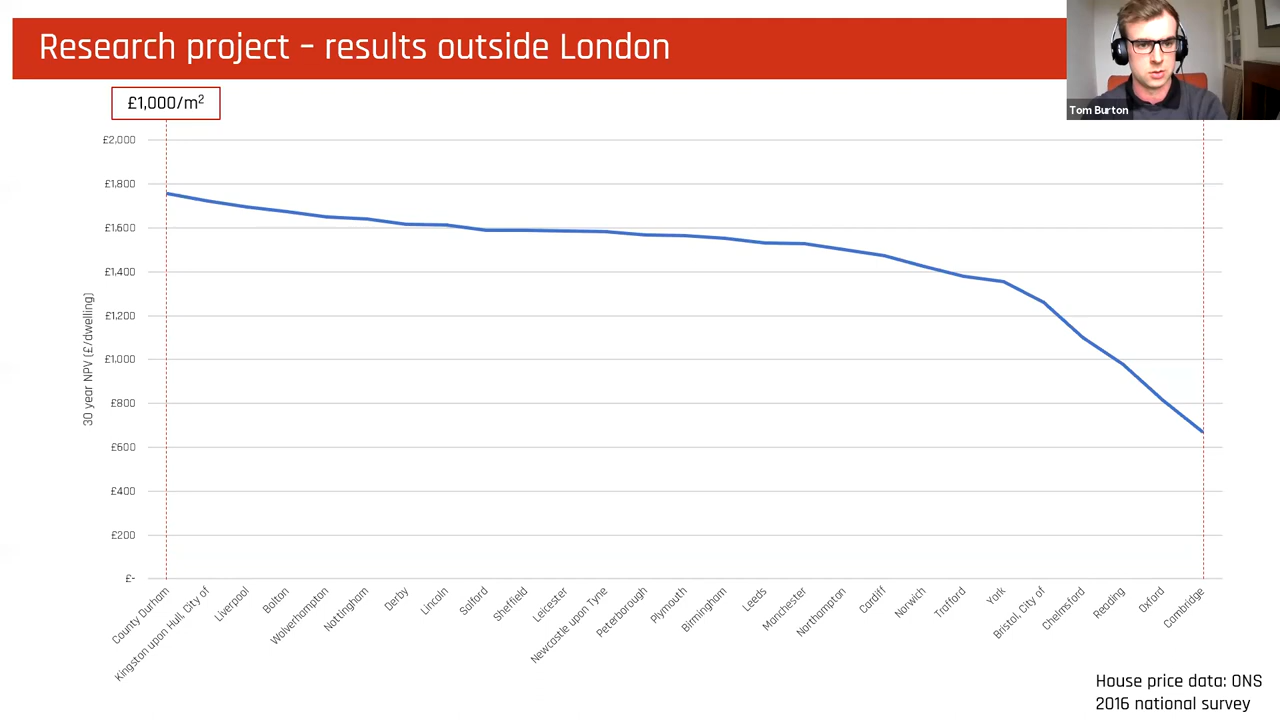 Research project – results outside London
Tom Burton
£1,000/m²
30 year NPV (£/dwelling)
£2,000
£1,800
£1,600
£1,400
£1,200
£1,000
£800
£600
£400
£200
£-
County Durham
Kingston upon Hull, City of
Liverpool
Bolton
Wolverhampton
Nottingham
Derby
Lincoln
Salford
Sheffield
Leicester
Newcastle upon Tyne
Peterborough
Plymouth
Birmingham
Leeds
Manchester
Northampton
Cardiff
Norwich
Trafford
York
Bristol, City of
Chelmsford
Reading
Oxford
Cambridge
House price data: ONS
2016 national survey